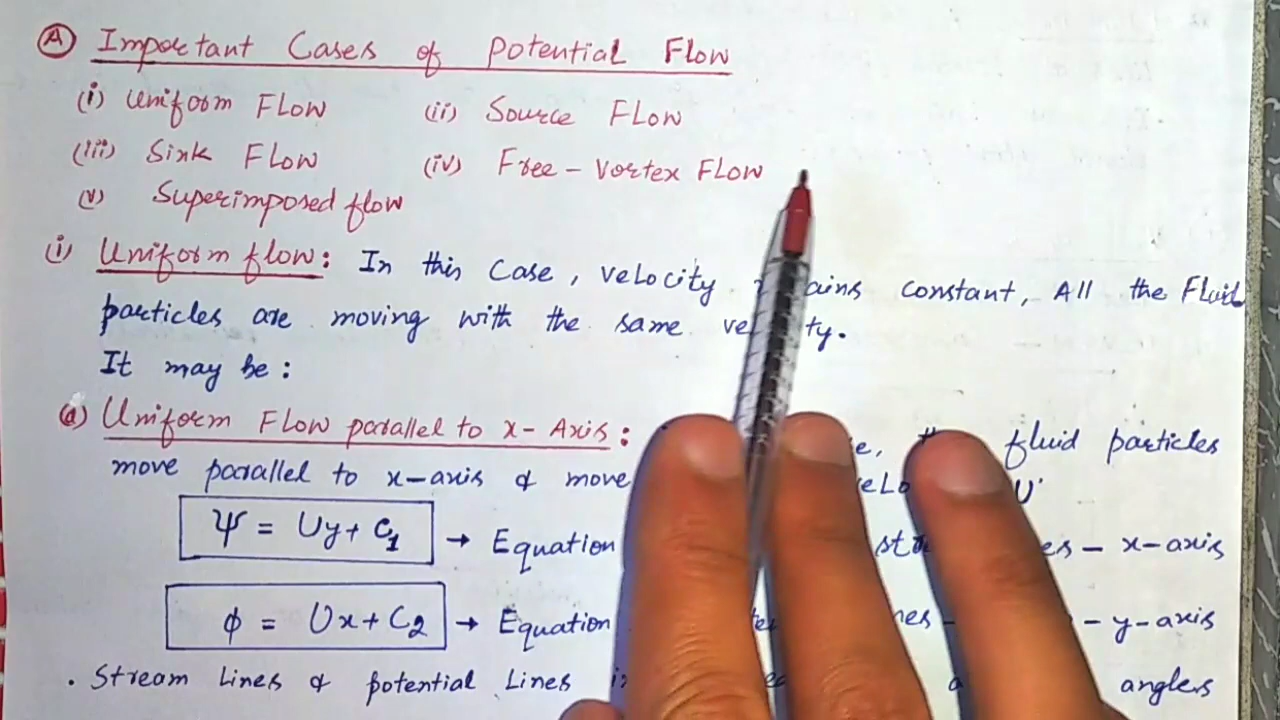 (A) Important Cases of Potential Flow
(i) Uniform Flow (ii) Source Flow
(iii) Sink Flow (iv) Free - Vortex Flow
(v) Superimposed flow
(i) Uniform flow: In this Case, velocity constant, All the Fluid
particles are moving with the same
It may be:
(a) Uniform Flow parallel to x-Axis: fluid particles
move parallel to x-axis & move U'
Ψ = Uy + C₁ → Equation - x-axis
ϕ = Ux + C₂ → Equation - y-axis
. Stream Lines & potential Lines angles